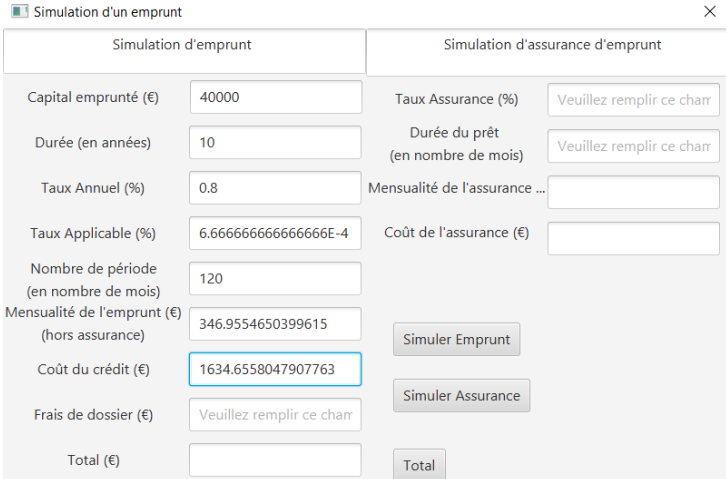 Simulation d'un emprunt
Simulation d'emprunt
Capital emprunté (€) 40000
Durée (en années) 10
Taux Annuel (%) 0.8
Taux Applicable (%) 6.666666666666666E-4
Nombre de période
(en nombre de mois) 120
Mensualité de l'emprunt (€)
(hors assurance) 346.9554650399615
Coût du crédit (€) 1634.6558047907763
Frais de dossier (€) Veuillez remplir ce cham
Total (€)
Simulation d'assurance d'emprunt
Taux Assurance (%) Veuillez remplir ce cham
Durée du prêt
(en nombre de mois) Veuillez remplir ce cham
Mensualité de l'assurance ...
Coût de l'assurance (€)
Simuler Emprunt
Simuler Assurance
Total